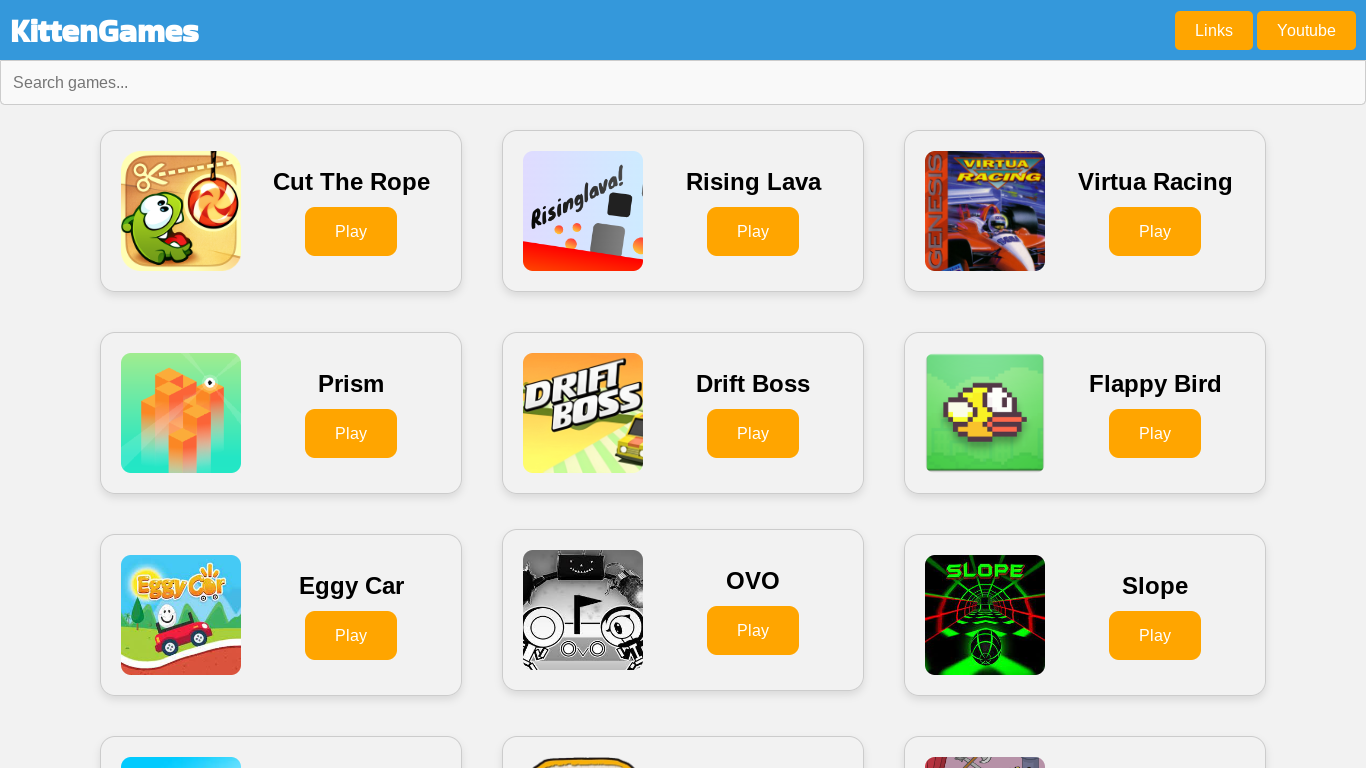 KittenGames
Links
Youtube
Search games...
Cut The Rope
Play
Risinglava!
Rising Lava
Play
GENESIS
VIRTUA
RACING
Virtua Racing
Play
Prism
Play
DRIFT
BOSS
Drift Boss
Play
Flappy Bird
Play
Eggy Car
Eggy Car
Play
OVO
Play
SLOPE
Slope
Play